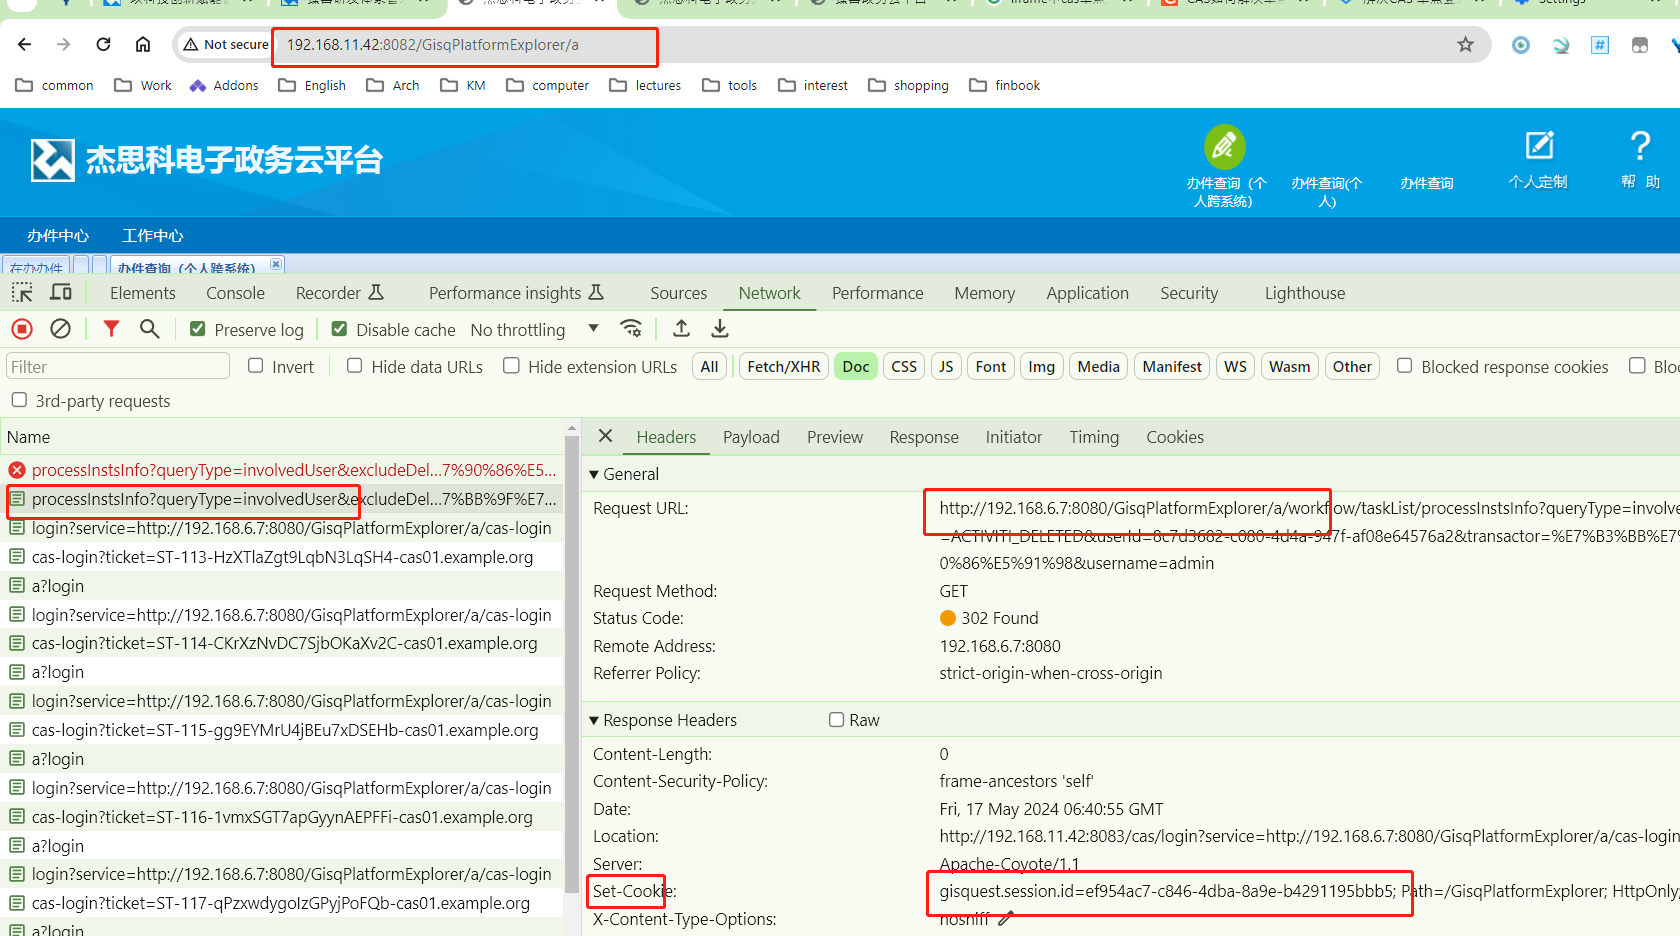 Not secure 192.168.11.42:8082/GisqPlatformExplorer/a
common Work Addons English Arch KM computer lectures tools interest shopping finbook
杰思科电子政务云平台
办件查询（个人跨系统） 办件查询(个人) 办件查询 个人定制 帮 助
办件中心 工作中心
在办办件 办件查询（个人跨系统）
Elements Console Recorder Performance insights Sources Network Performance Memory Application Security Lighthouse
Preserve log Disable cache No throttling
Filter Invert Hide data URLs Hide extension URLs All Fetch/XHR Doc CSS JS Font Img Media Manifest WS Wasm Other Blocked response cookies Blo
3rd-party requests
Name
processInstsInfo?queryType=involvedUser&excludeDel...7%90%86%E5...
processInstsInfo?queryType=involvedUser&excludeDel...7%BB%9F%E7...
login?service=http://192.168.6.7:8080/GisqPlatformExplorer/a/cas-login
cas-login?ticket=ST-113-HzXTlaZgt9LqbN3LqSH4-cas01.example.org
a?login
login?service=http://192.168.6.7:8080/GisqPlatformExplorer/a/cas-login
cas-login?ticket=ST-114-CKrXzNvDC7SjbOKaXv2C-cas01.example.org
a?login
login?service=http://192.168.6.7:8080/GisqPlatformExplorer/a/cas-login
cas-login?ticket=ST-115-gg9EYMrU4jBEu7xDSEHb-cas01.example.org
a?login
login?service=http://192.168.6.7:8080/GisqPlatformExplorer/a/cas-login
cas-login?ticket=ST-116-1vmxSGT7apGyynAEPFFi-cas01.example.org
a?login
login?service=http://192.168.6.7:8080/GisqPlatformExplorer/a/cas-login
cas-login?ticket=ST-117-qPzxwdygoIzGPyjPoFQb-cas01.example.org
a?login
Headers Payload Preview Response Initiator Timing Cookies
General
Request URL: http://192.168.6.7:8080/GisqPlatformExplorer/a/workflow/taskList/processInstsInfo?queryType=involve
=ACTIVITI_DELETED&userId=8c7d3682-c080-4d4a-947f-af08e64576a2&transactor=%E7%B3%BB%E7
0%86%E5%91%98&username=admin
Request Method: GET
Status Code: 302 Found
Remote Address: 192.168.6.7:8080
Referrer Policy: strict-origin-when-cross-origin
Response Headers Raw
Content-Length: 0
Content-Security-Policy: frame-ancestors 'self'
Date: Fri, 17 May 2024 06:40:55 GMT
Location: http://192.168.11.42:8083/cas/login?service=http://192.168.6.7:8080/GisqPlatformExplorer/a/cas-login
Server: Apache-Coyote/1.1
Set-Cookie: gisquest.session.id=ef954ac7-c846-4dba-8a9e-b4291195bbb5; Path=/GisqPlatformExplorer; HttpOnly;
X-Content-Type-Options: nosniff